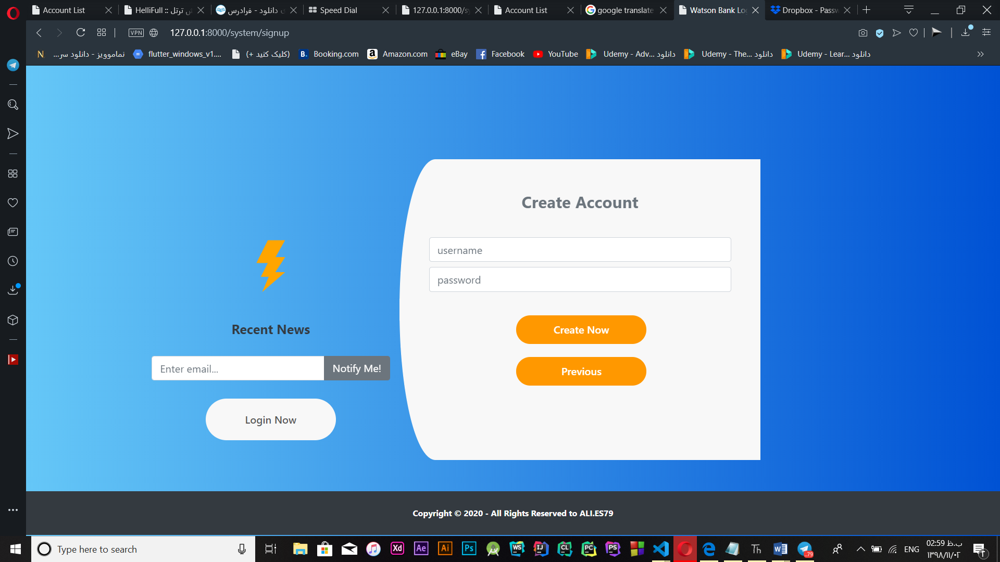 Account List
HelliFull :: ش ترتل
ی دانلود - فرادرس
Speed Dial
127.0.0.1:8000/sy
Account List
google translate
Watson Bank Lo
Dropbox - Passw
VPN
127.0.0.1:8000/system/signup
N
نماموویز - دانلود سر...
flutter_windows_v1....
(کلیک کنید +)
B.
Booking.com
a
Amazon.com
eBay
Facebook
YouTube
Udemy - Adv... دانلود
Udemy - The... دانلود
Udemy - Lear... دانلود
Create Account
username
password
Create Now
Previous
Recent News
Enter email...
Notify Me!
Login Now
Copyright © 2020 - All Rights Reserved to ALI.ES79
Type here to search
Xd
Ae
Ai
Ps
WS
IJ
CL
PC
PS
Th
W
.79
ENG
02:59 ب.ظ
۱۳۹۸/۱۱/۰۲
۲